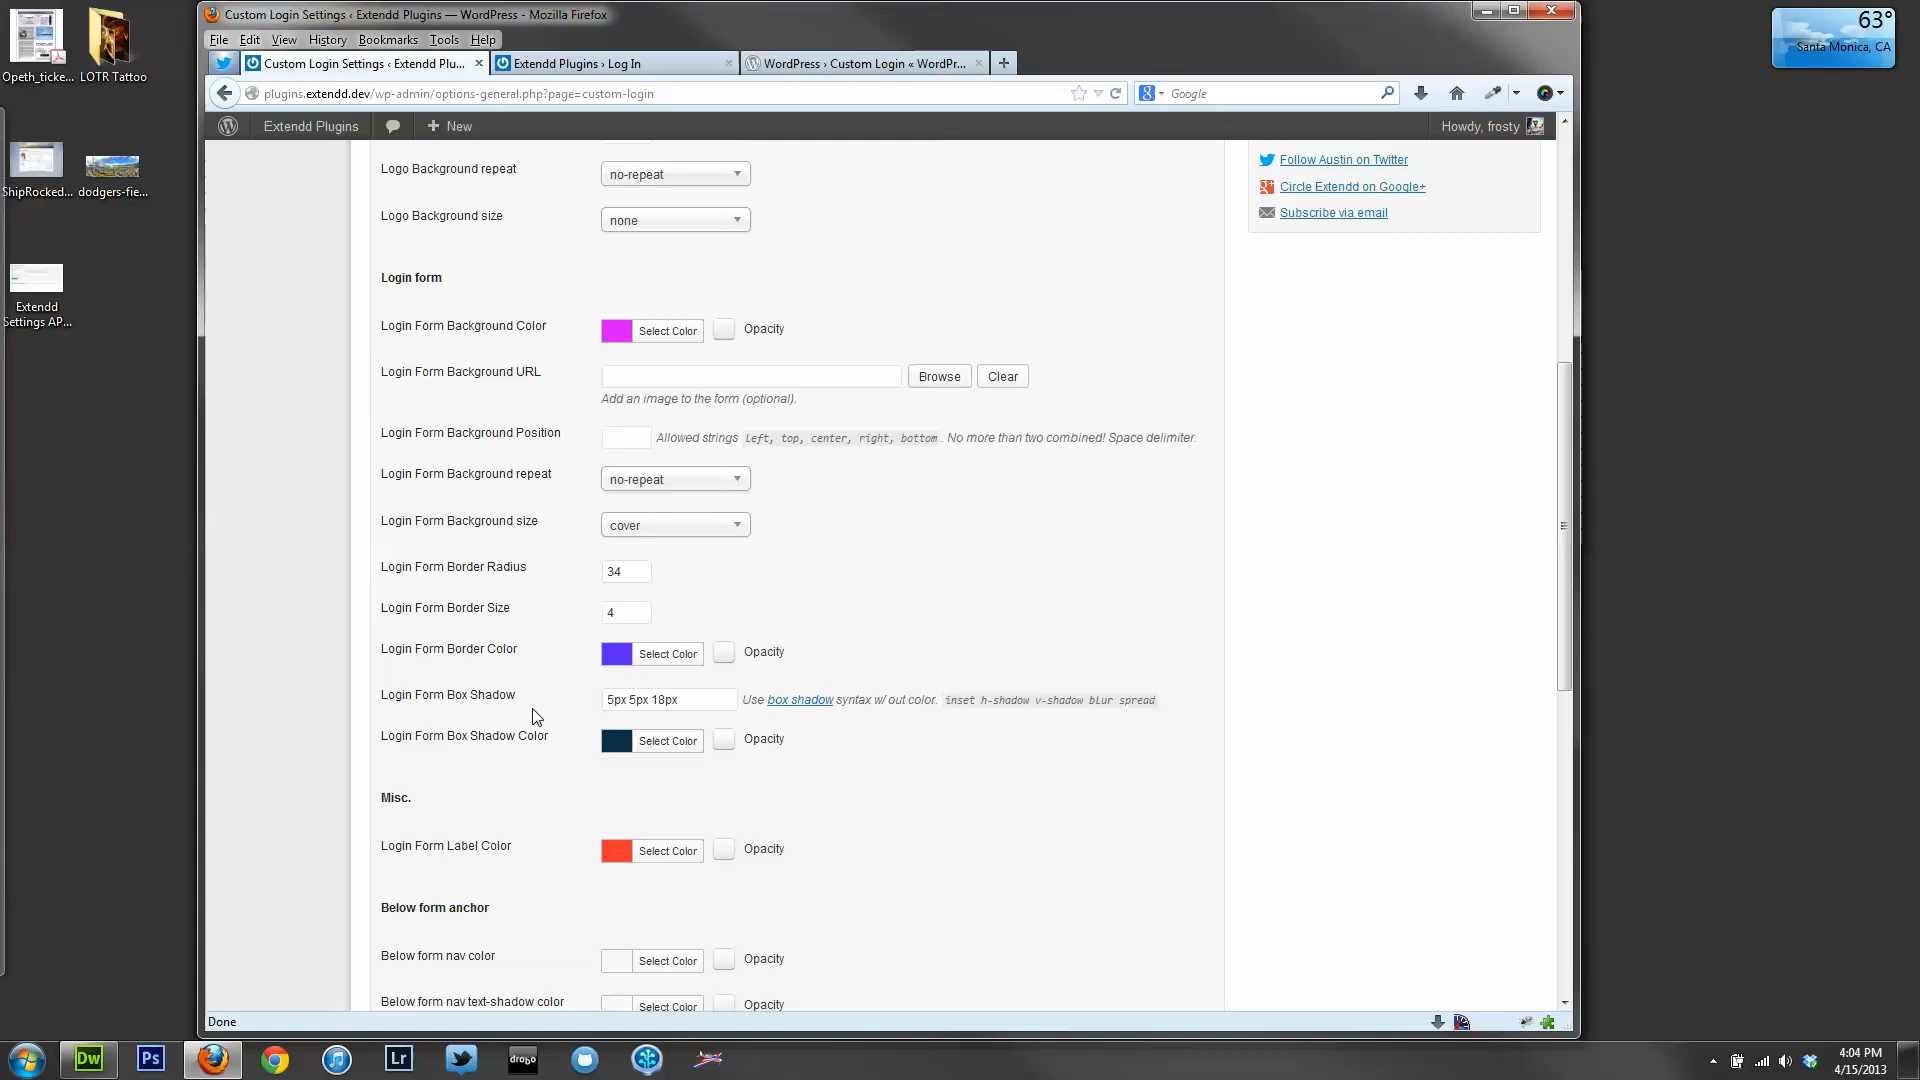 Custom Login Settings ‹ Extendd Plugins — WordPress - Mozilla Firefox
File Edit View History Bookmarks Tools Help
Custom Login Settings ‹ Extendd Plu...
Extendd Plugins › Log In
WordPress › Custom Login « WordPr...
plugins.extendd.dev/wp-admin/options-general.php?page=custom-login
Google
Extendd Plugins
New
Howdy, frosty
63°
Santa Monica, CA
Opeth_ticke...
LOTR Tattoo
ShipRocked...
dodgers-fie...
Extendd
Settings AP...
Follow Austin on Twitter
Circle Extendd on Google+
Subscribe via email
Logo Background repeat
no-repeat
Logo Background size
none
Login form
Login Form Background Color
Select Color
Opacity
Login Form Background URL
Browse
Clear
Add an image to the form (optional).
Login Form Background Position
Allowed strings left, top, center, right, bottom . No more than two combined! Space delimiter.
Login Form Background repeat
no-repeat
Login Form Background size
cover
Login Form Border Radius
34
Login Form Border Size
4
Login Form Border Color
Select Color
Opacity
Login Form Box Shadow
5px 5px 18px
Use box shadow syntax w/ out color. inset h-shadow v-shadow blur spread
Login Form Box Shadow Color
Select Color
Opacity
Misc.
Login Form Label Color
Select Color
Opacity
Below form anchor
Below form nav color
Select Color
Opacity
Below form nav text-shadow color
Select Color
Opacity
Done
Dw
Ps
Lr
drobo
4:04 PM
4/15/2013